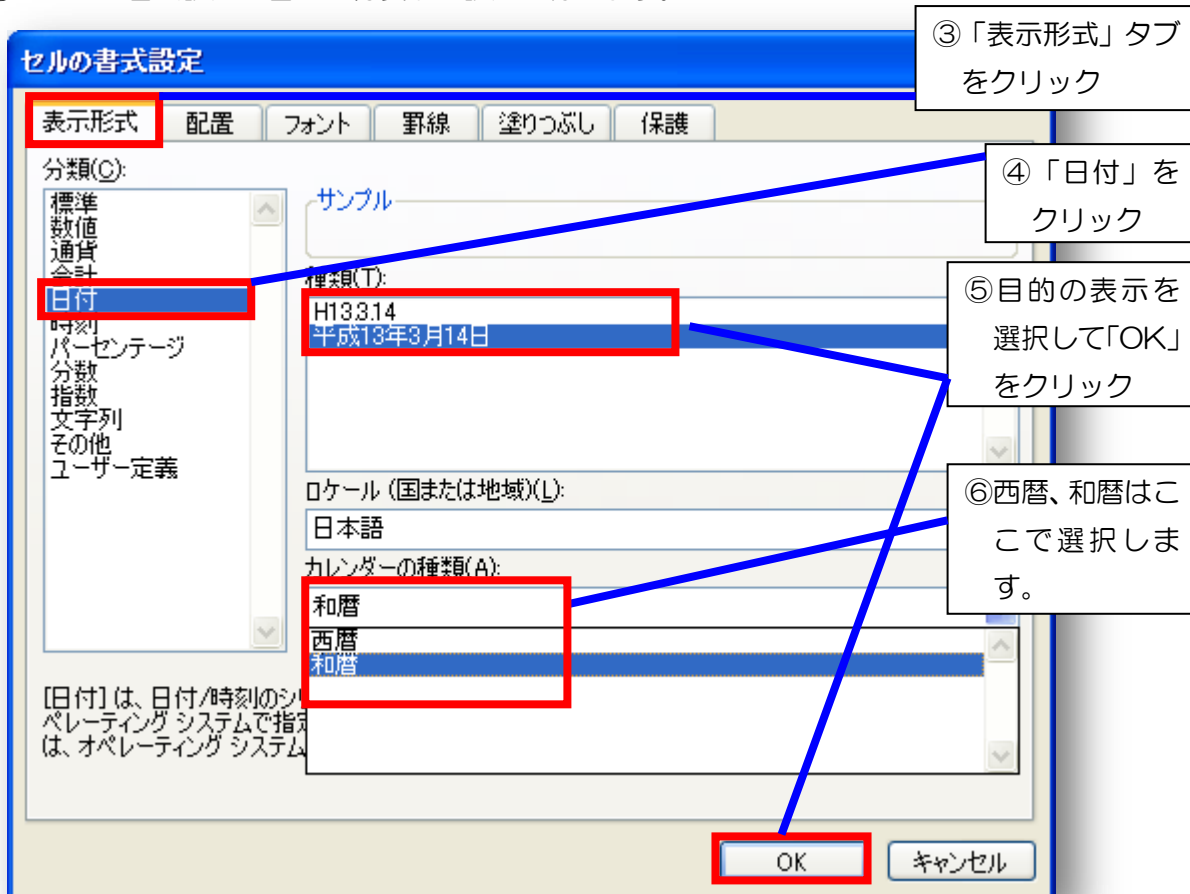 セルの書式設定
③「表示形式」タブ
をクリック
表示形式
配置
フォント
罫線
塗りつぶし
保護
④「日付」を
クリック
分類(C):
標準
数値
通貨
会計
日付
時刻
パーセンテージ
分数
指数
文字列
その他
ユーザー定義
サンプル
種類(T):
H13.3.14
平成13年3月14日
⑤目的の表示を
選択して「OK」
をクリック
ロケール (国または地域)(L):
日本語
カレンダーの種類(A):
和暦
西暦
和暦
⑥西暦、和暦はこ
こで選択しま
す。
[日付] は、日付/時刻のシ
ペレーティング システムで指定
は、オペレーティング システム
OK
キャンセル